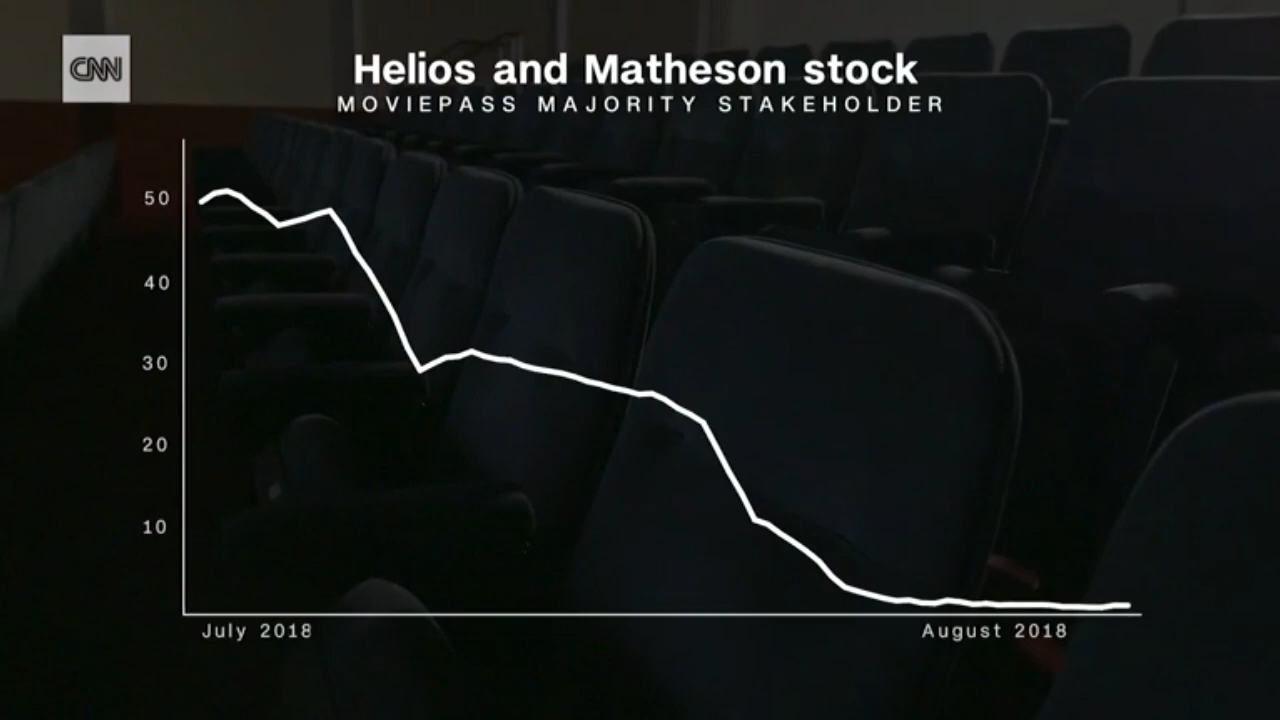 CNN
Helios and Matheson stock
MOVIEPASS MAJORITY STAKEHOLDER
50
40
30
20
10
July 2018
August 2018